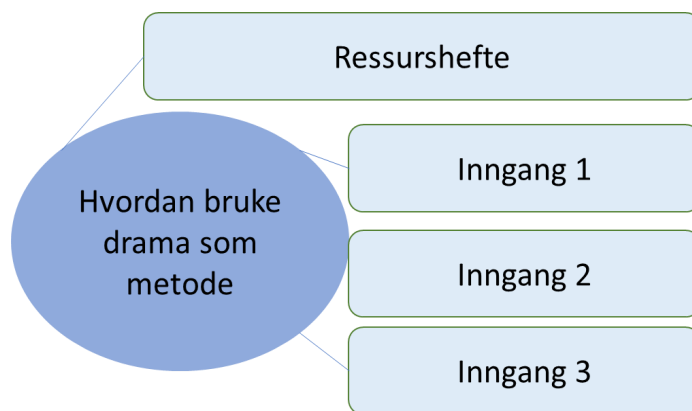 Ressurshefte
Hvordan bruke
drama som
metode
Inngang 1
Inngang 2
Inngang 3